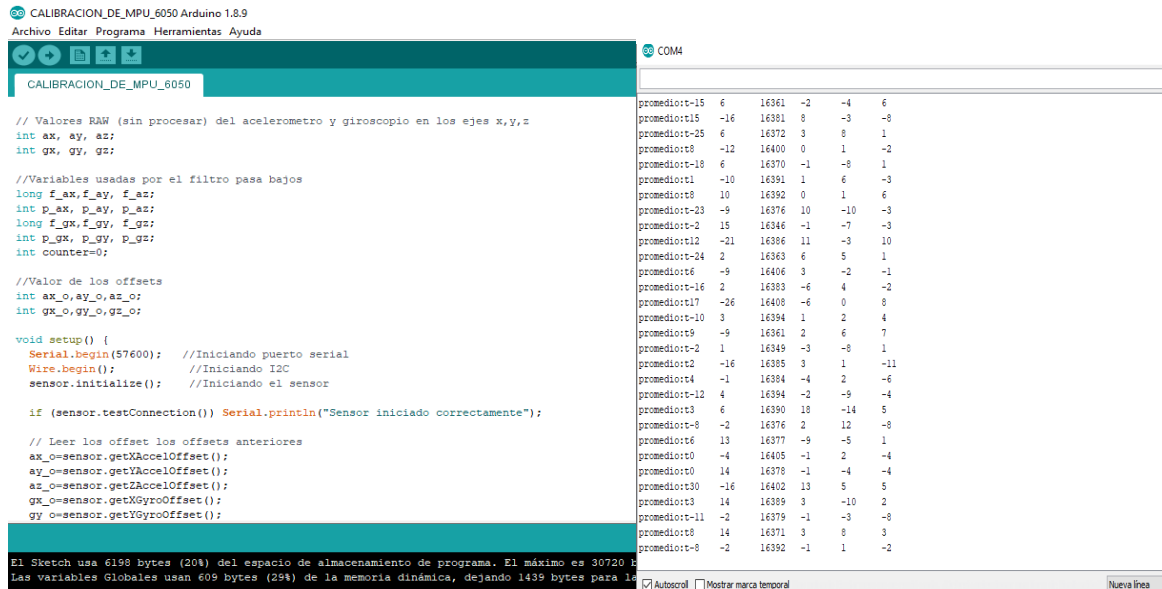 CALIBRACION_DE_MPU_6050 Arduino 1.8.9
Archivo Editar Programa Herramientas Ayuda
CALIBRACION_DE_MPU_6050
// Valores RAW (sin procesar) del acelerometro y giroscopio en los ejes x,y,z
int ax, ay, az;
int gx, gy, gz;
//Variables usadas por el filtro pasa bajos
long f_ax,f_ay, f_az;
int p_ax, p_ay, p_az;
long f_gx,f_gy, f_gz;
int p_gx, p_gy, p_gz;
int counter=0;
//Valor de los offsets
int ax_o,ay_o,az_o;
int gx_o,gy_o,gz_o;
void setup() {
Serial.begin(57600);   //Iniciando puerto serial
Wire.begin();   //Iniciando I2C
sensor.initialize();   //Iniciando el sensor
if (sensor.testConnection()) Serial.println("Sensor iniciado correctamente");
// Leer los offset los offsets anteriores
ax_o=sensor.getXAccelOffset();
ay_o=sensor.getYAccelOffset();
az_o=sensor.getZAccelOffset();
gx_o=sensor.getXGyroOffset();
gy_o=sensor.getYGyroOffset();
El Sketch usa 6198 bytes (20%) del espacio de almacenamiento de programa. El máximo es 30720 b
Las variables Globales usan 609 bytes (29%) de la memoria dinámica, dejando 1439 bytes para la
COM4
promedio:t-15 6 16361 -2 -4 6
promedio:t15 -16 16381 8 -3 -8
promedio:t-25 6 16372 3 8 1
promedio:t8 -12 16400 0 1 -2
promedio:t-18 6 16370 -1 -8 1
promedio:t1 -10 16391 1 6 -3
promedio:t8 10 16392 0 1 6
promedio:t-23 -9 16376 10 -10 -3
promedio:t-2 15 16346 -1 -7 -3
promedio:t12 -21 16386 11 -3 10
promedio:t-24 2 16363 6 5 1
promedio:t6 -9 16406 3 -2 -1
promedio:t-16 2 16383 -6 4 -2
promedio:t17 -26 16408 -6 0 8
promedio:t-10 3 16394 1 2 4
promedio:t9 -9 16361 2 6 7
promedio:t-2 1 16349 -3 -8 1
promedio:t2 -16 16385 3 1 -11
promedio:t4 -1 16384 -4 2 -6
promedio:t-12 4 16394 -2 -9 -4
promedio:t3 6 16390 18 -14 5
promedio:t-8 -2 16376 2 12 -8
promedio:t6 13 16377 -9 -5 1
promedio:t0 -4 16405 -1 2 -4
promedio:t0 14 16378 -1 -4 -4
promedio:t30 -16 16402 13 5 5
promedio:t3 14 16389 3 -10 2
promedio:t-11 -2 16379 -1 -3 -8
promedio:t8 14 16371 3 8 3
promedio:t-8 -2 16392 -1 1 -2
Autoscroll Mostrar marca temporal Nueva línea